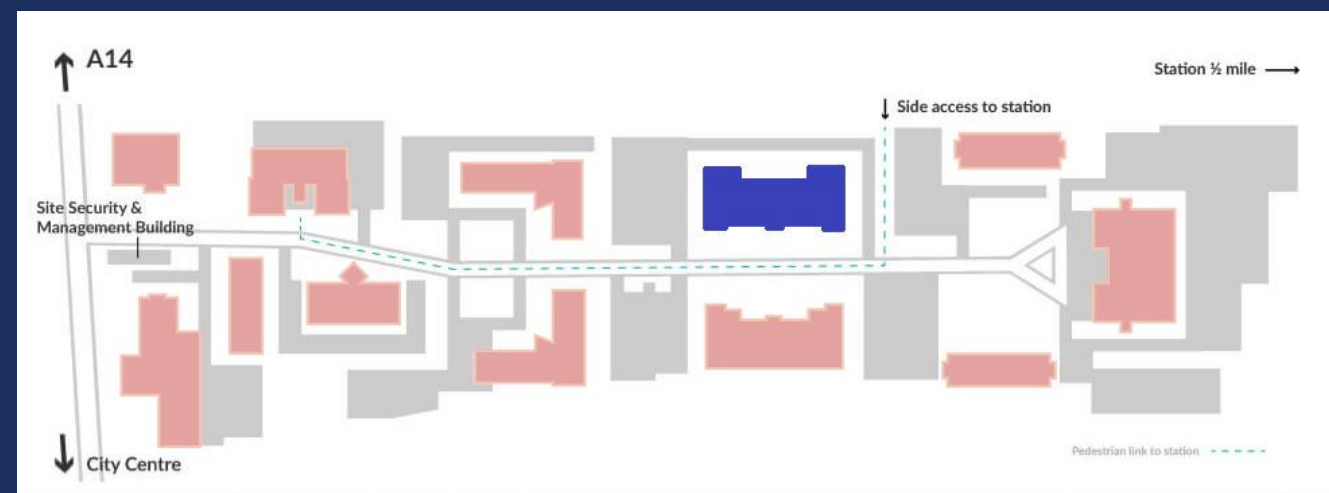 A14
Station ½ mile
Side access to station
Site Security &
Management Building
Pedestrian link to station
City Centre